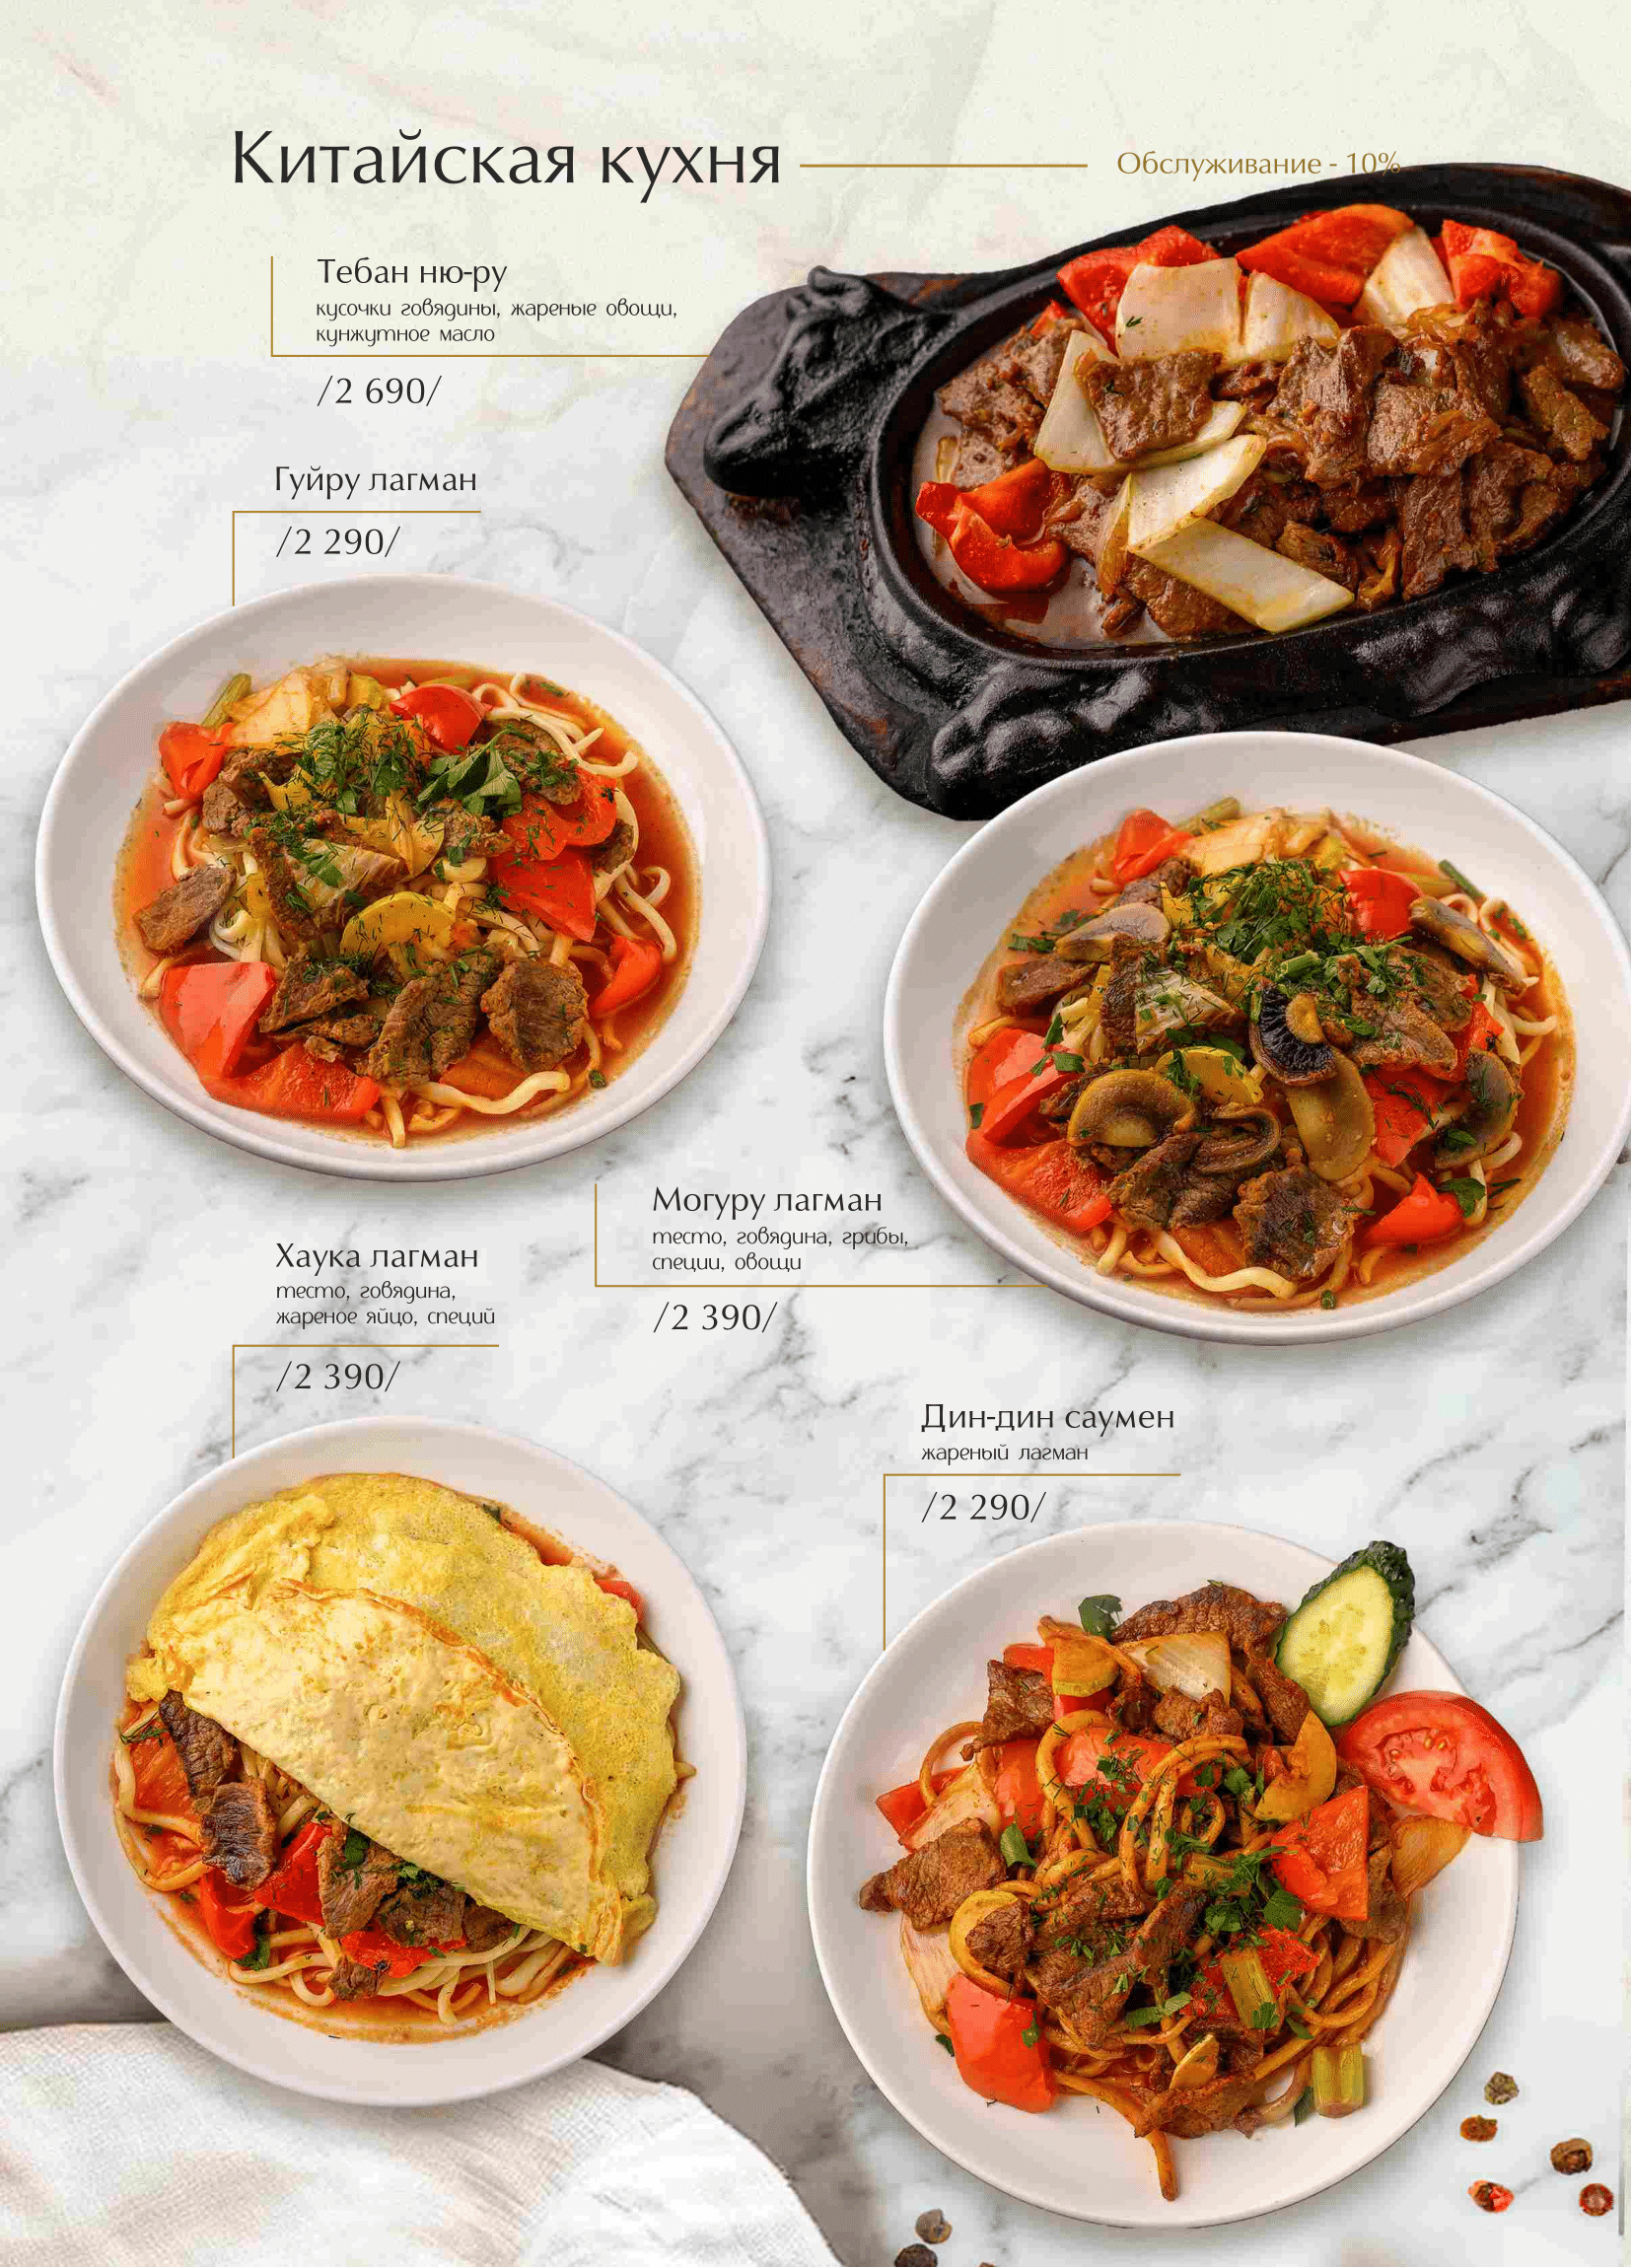 Китайская кухня
Обслуживание - 10%
Тебан ню-ру
кусочки говядины, жареные овощи,
кунжутное масло
/2 690/
Гуйру лагман
/2 290/
Могуру лагман
тесто, говядина, грибы,
специи, овощи
/2 390/
Хаука лагман
тесто, говядина,
жареное яйцо, специй
/2 390/
Дин-дин саумен
жареный лагман
/2 290/